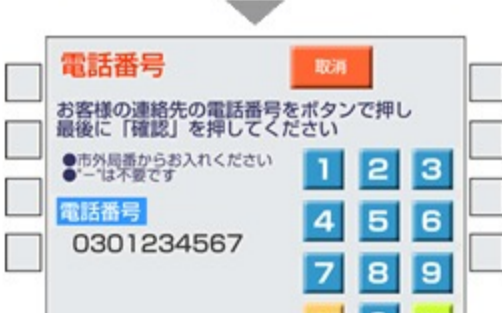 電話番号
取消
お客様の連絡先の電話番号をボタンで押し
最後に「確認」を押してください
●市外局番からお入れください
●"−"は不要です
電話番号
0301234567
1 2 3
4 5 6
7 8 9